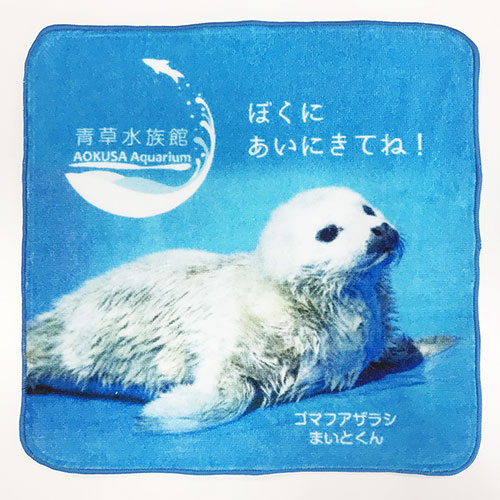 青草水族館
AOKUSA Aquarium
ぼくに
あいにきてね！
ゴマフアザラシ
まいとくん